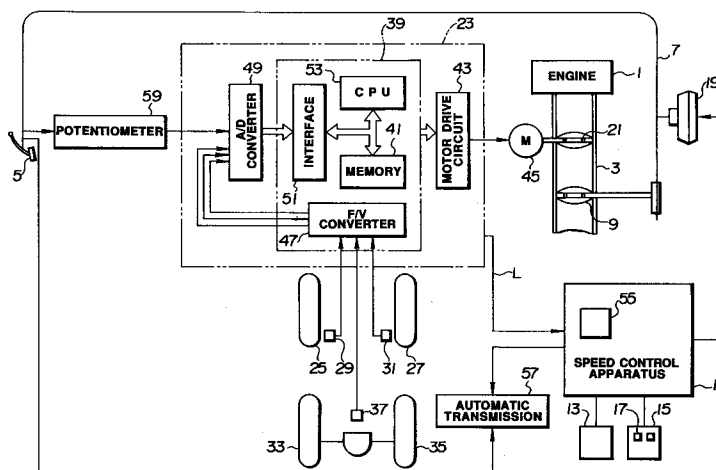 39
23
53
43
7
49
CPU
ENGINE
1
59
19
POTENTIOMETER
A/D CONVERTER
INTERFACE
MOTOR DRIVE CIRCUIT
M
21
41
MEMORY
45
3
5
51
F/V CONVERTER
47
9
L
55
25
29
31
27
SPEED CONTROL APPARATUS
57
37
AUTOMATIC TRANSMISSION
13
17
15
33
35